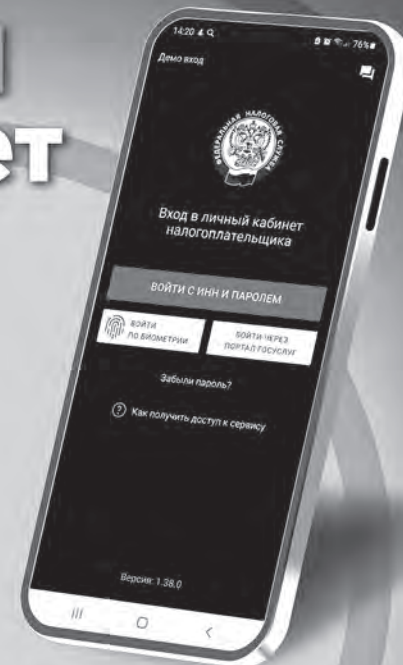 ет
14:20
76%
Демо вход
ФЕДЕРАЛЬНАЯ НАЛОГОВАЯ СЛУЖБА
Вход в личный кабинет
налогоплательщика
ВОЙТИ С ИНН И ПАРОЛЕМ
ВОЙТИ
ПО БИОМЕТРИИ
ВОЙТИ ЧЕРЕЗ
ПОРТАЛ ГОСУСЛУГ
Забыли пароль?
? Как получить доступ к сервису
Версия: 1.38.0